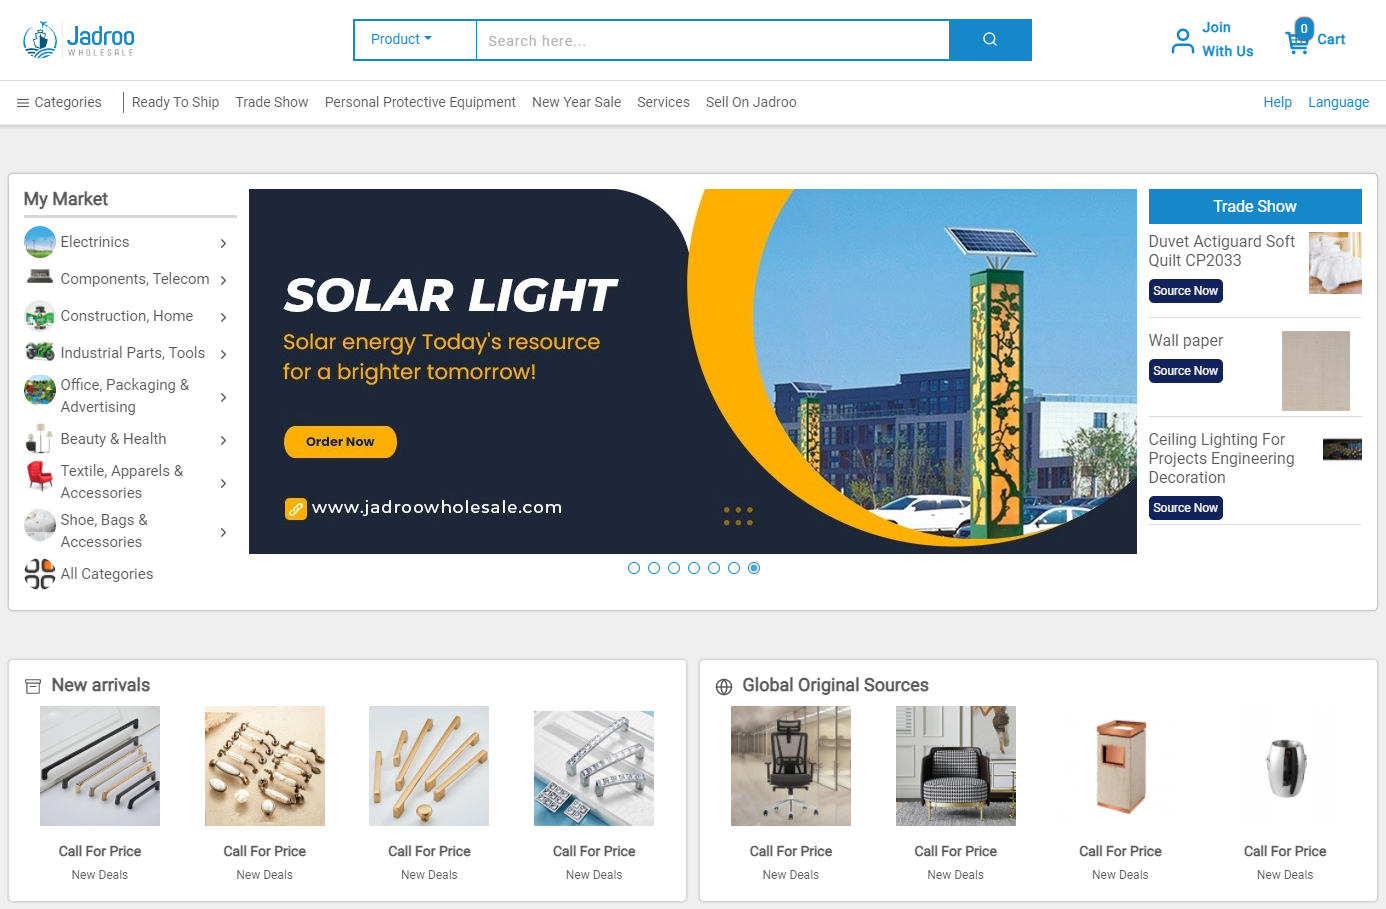 Jadroo
WHOLESALE
Product
Search here...
Join
With Us
0
Cart
Categories
Ready To Ship
Trade Show
Personal Protective Equipment
New Year Sale
Services
Sell On Jadroo
Help
Language
My Market
Electrinics
Components, Telecom
Construction, Home
Industrial Parts, Tools
Office, Packaging &
Advertising
Beauty & Health
Textile, Apparels &
Accessories
Shoe, Bags &
Accessories
All Categories
SOLAR LIGHT
Solar energy Today's resource
for a brighter tomorrow!
Order Now
www.jadroowholesale.com
Trade Show
Duvet Actiguard Soft
Quilt CP2033
Source Now
Wall paper
Source Now
Ceiling Lighting For
Projects Engineering
Decoration
Source Now
New arrivals
Call For Price
New Deals
Call For Price
New Deals
Call For Price
New Deals
Call For Price
New Deals
Global Original Sources
Call For Price
New Deals
Call For Price
New Deals
Call For Price
New Deals
Call For Price
New Deals